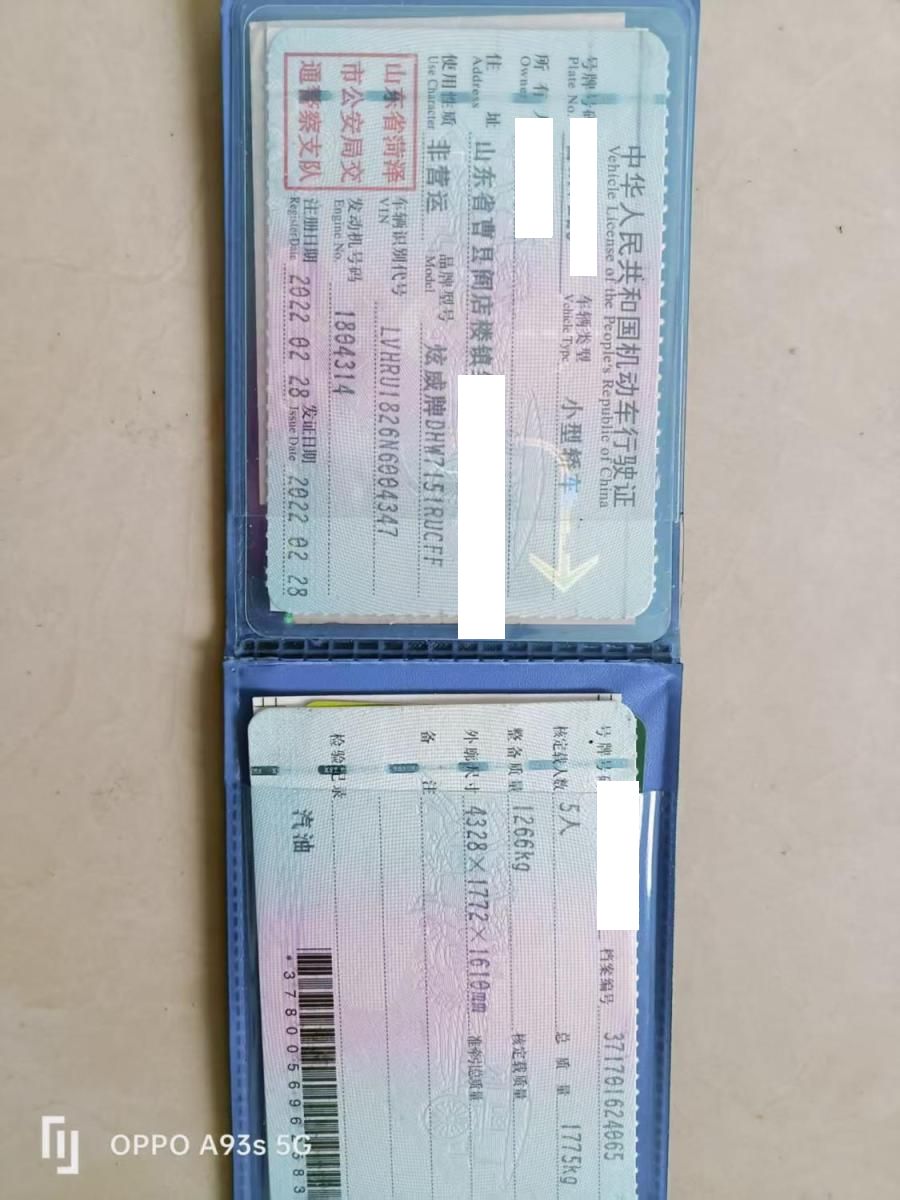 中华人民共和国机动车行驶证
Vehicle License of the People's Republic of China
号牌号码
Plate No.
车辆类型
Vehicle Type
小型轿车
所有人
Owner
住址
Address
山东省曹县阎店楼镇
使用性质
Use Character
非营运
品牌型号
Model
炫威牌DHW7151RUCFF
山东省菏泽
市公安局交
通警察支队
车辆识别代号
VIN
LVHRU1826N6004347
发动机号码
Engine No.
1804314
注册日期
Register Date
2022 02 28
发证日期
Issue Date
2022 02 28
号牌号码
档案编号
371701624065
核定载人数
5人
总质量
1775kg
整备质量
1266kg
核定载质量
外廓尺寸
4328×1772×1610mm
准牵引总质量
备注
检验记录
汽油
*3780056966
OPPO A93s 5G